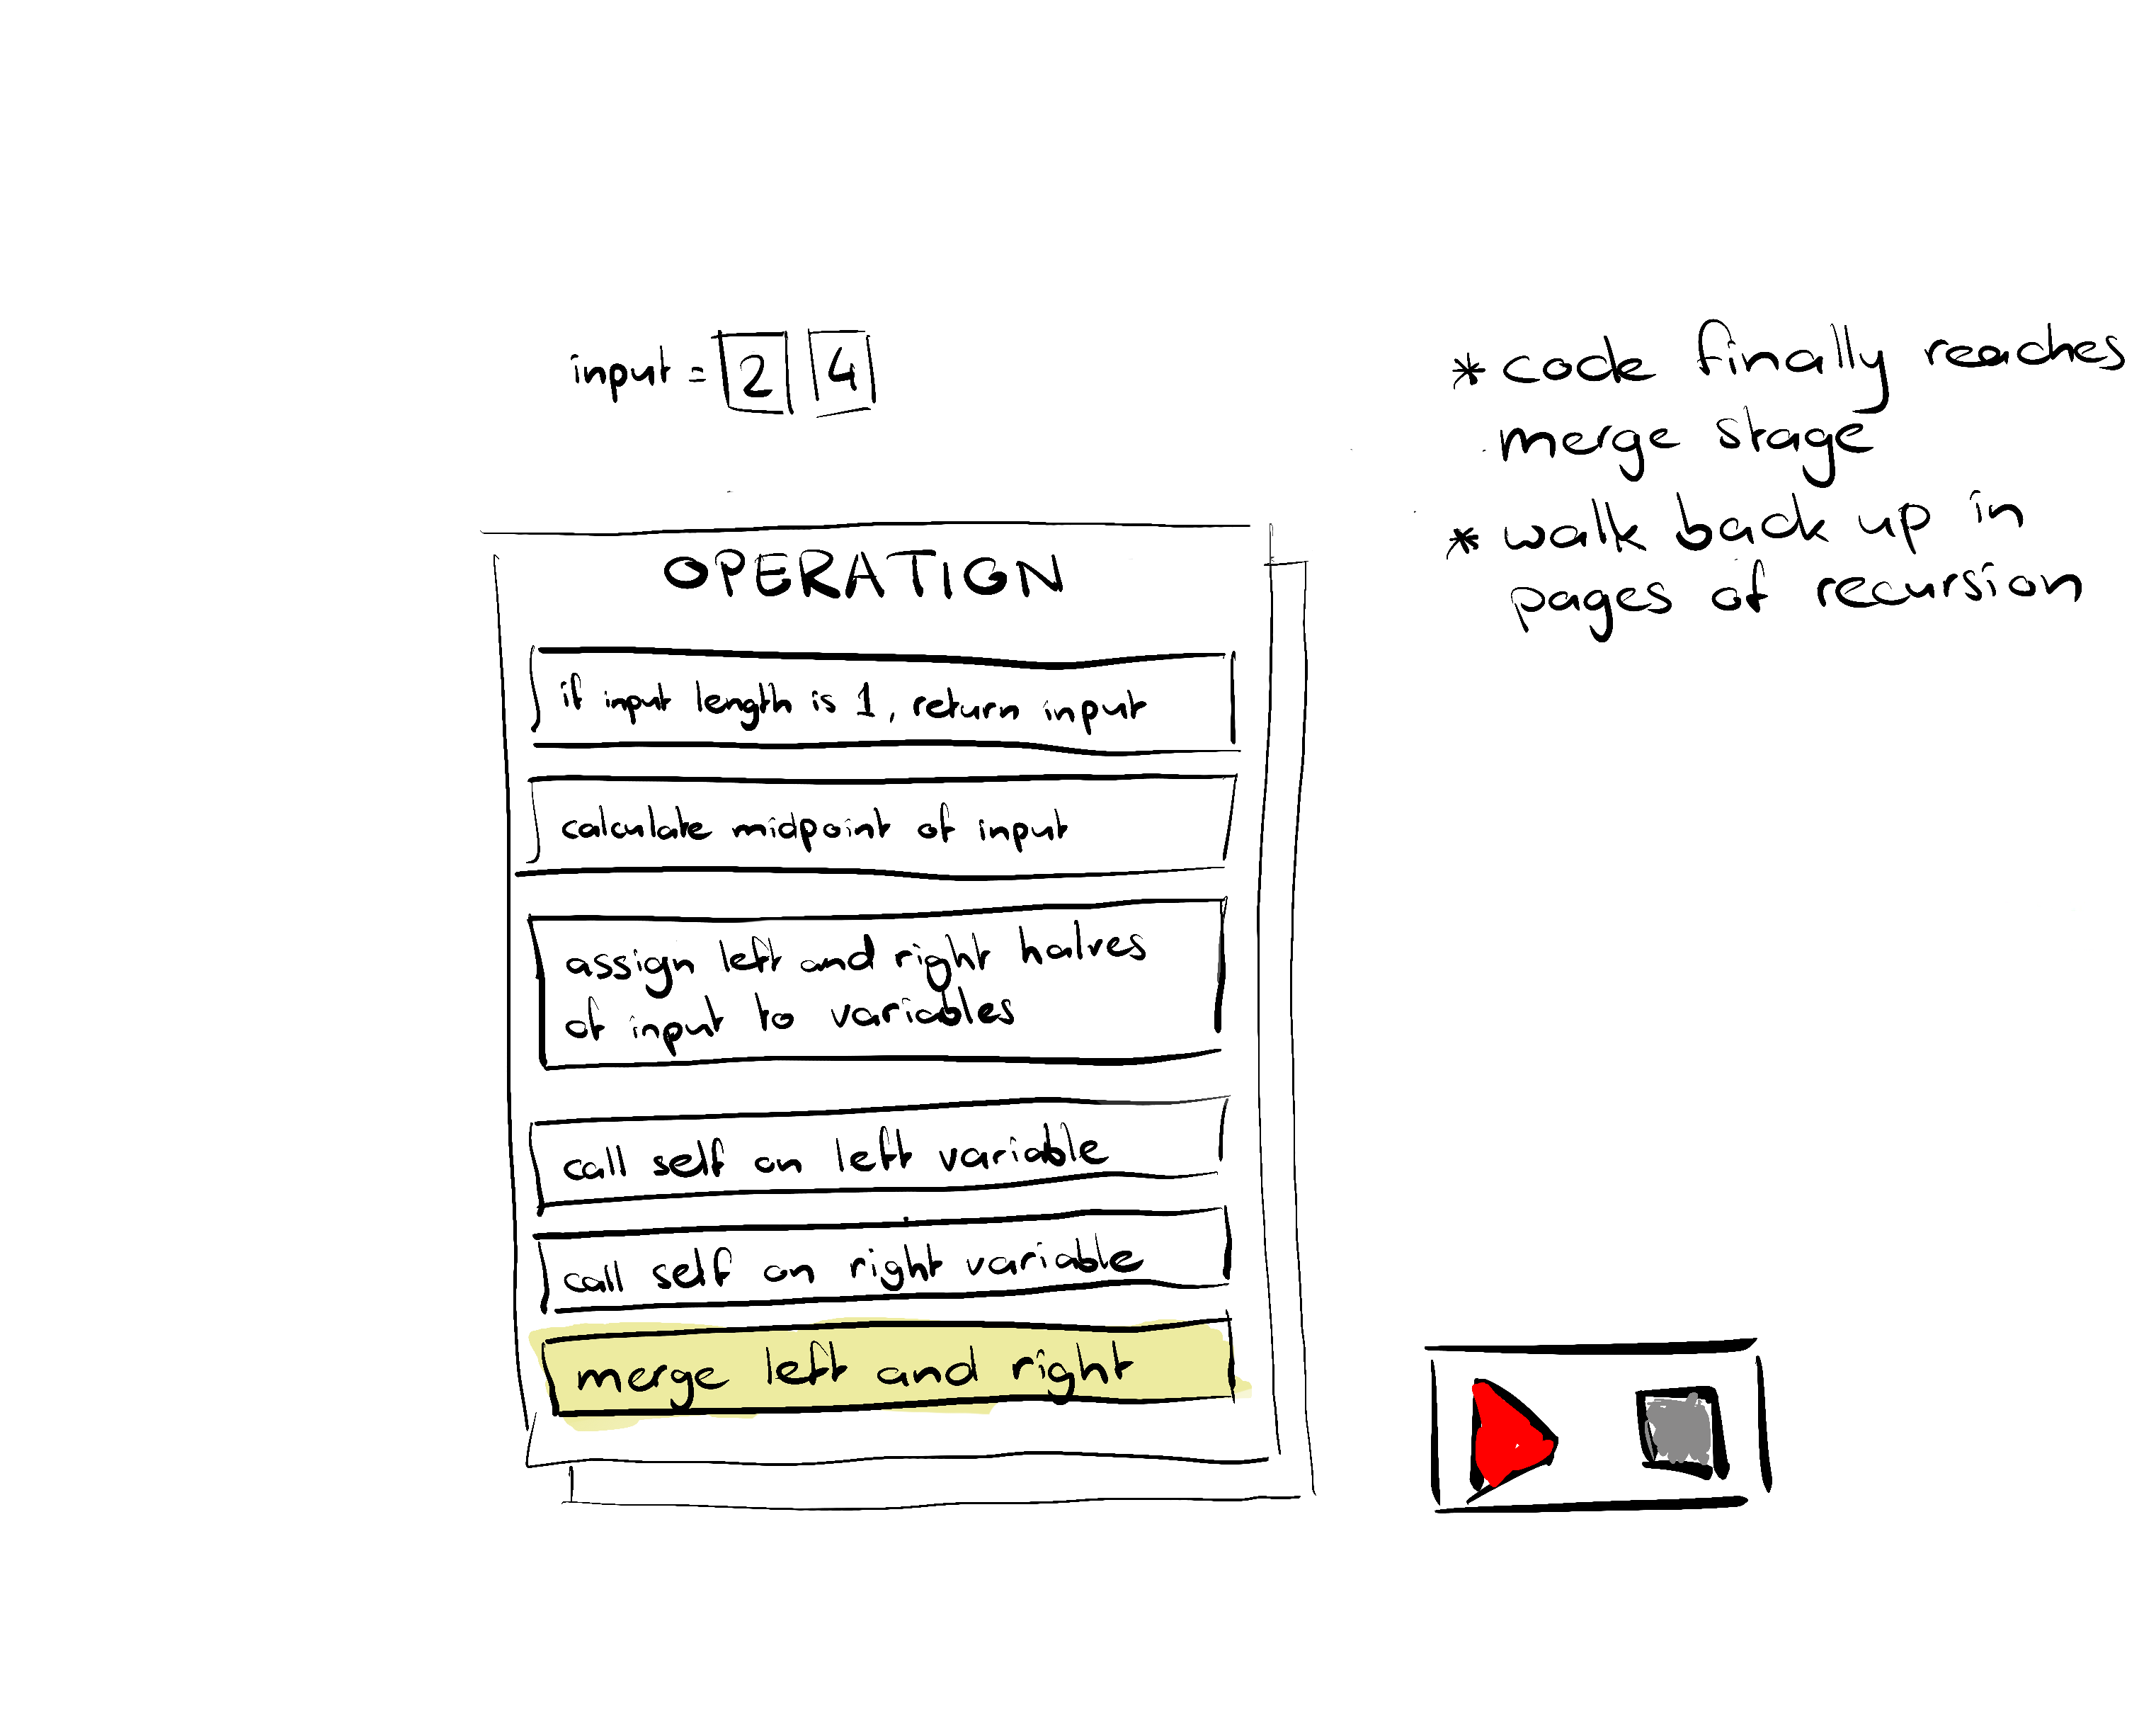 input = 2 4
* code finally reaches
merge stage
* walk back up in
pages of recursion
OPERATION
if input length is 1, return input
calculate midpoint of input
assign left and right halves
of input to variables
call self on left variable
call self on right variable
merge left and right